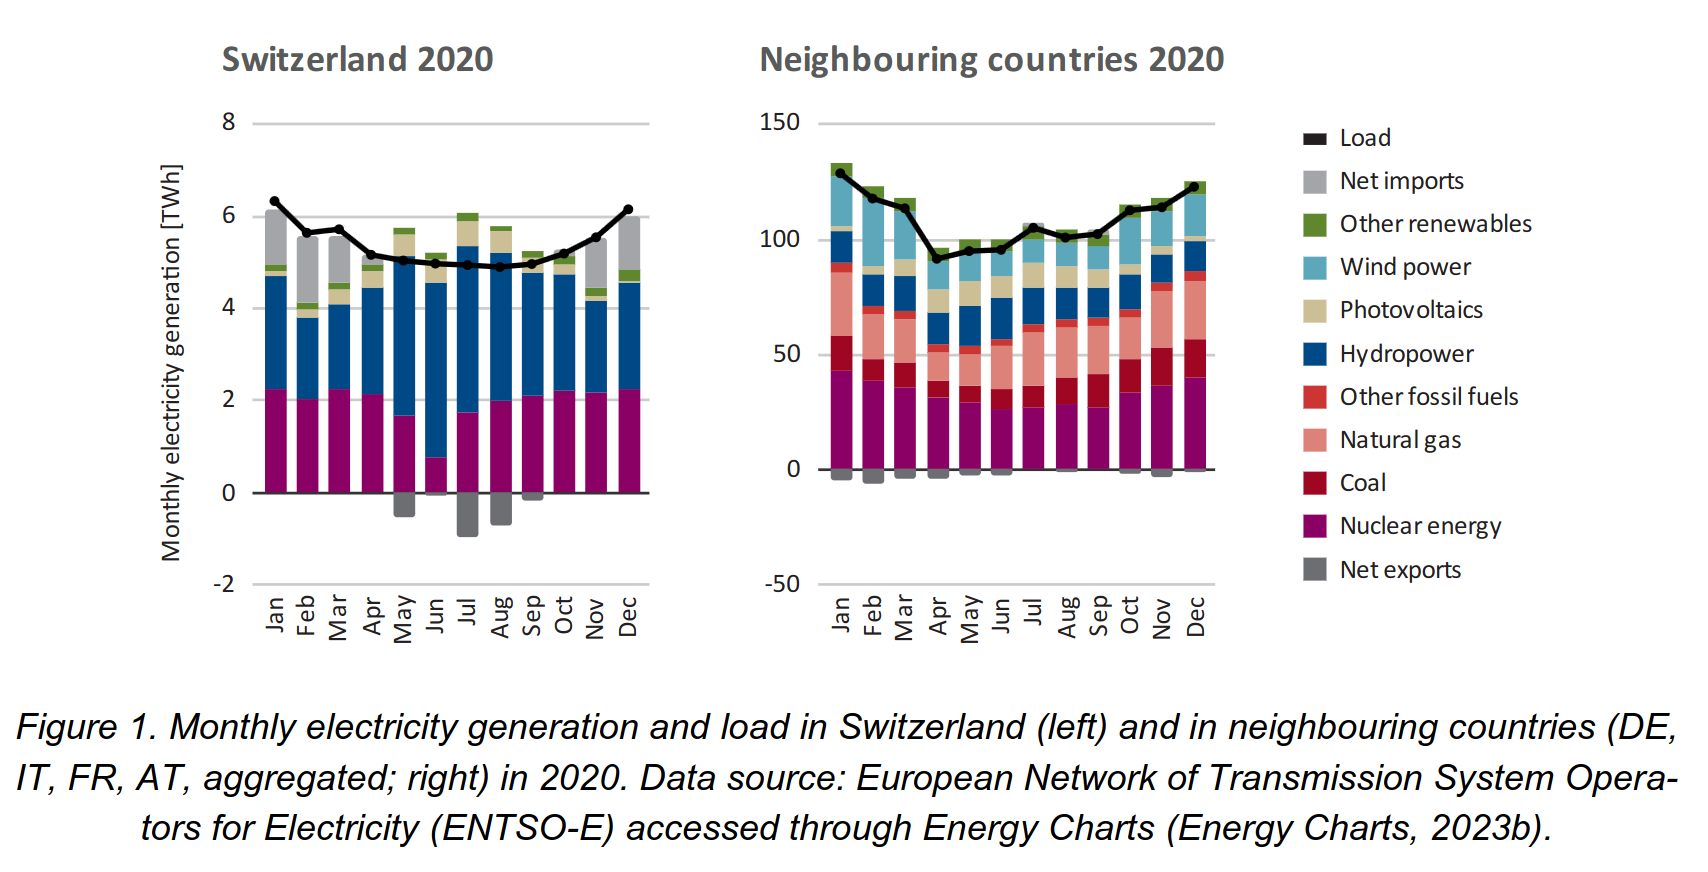 Switzerland 2020
Monthly electricity generation [TWh]
8
6
4
2
0
-2
Jan Feb Mar Apr May Jun Jul Aug Sep Oct Nov Dec
Neighbouring countries 2020
150
100
50
0
-50
Jan Feb Mar Apr May Jun Jul Aug Sep Oct Nov Dec
Load
Net imports
Other renewables
Wind power
Photovoltaics
Hydropower
Other fossil fuels
Natural gas
Coal
Nuclear energy
Net exports
Figure 1. Monthly electricity generation and load in Switzerland (left) and in neighbouring countries (DE,
IT, FR, AT, aggregated; right) in 2020. Data source: European Network of Transmission System Opera-
tors for Electricity (ENTSO-E) accessed through Energy Charts (Energy Charts, 2023b).